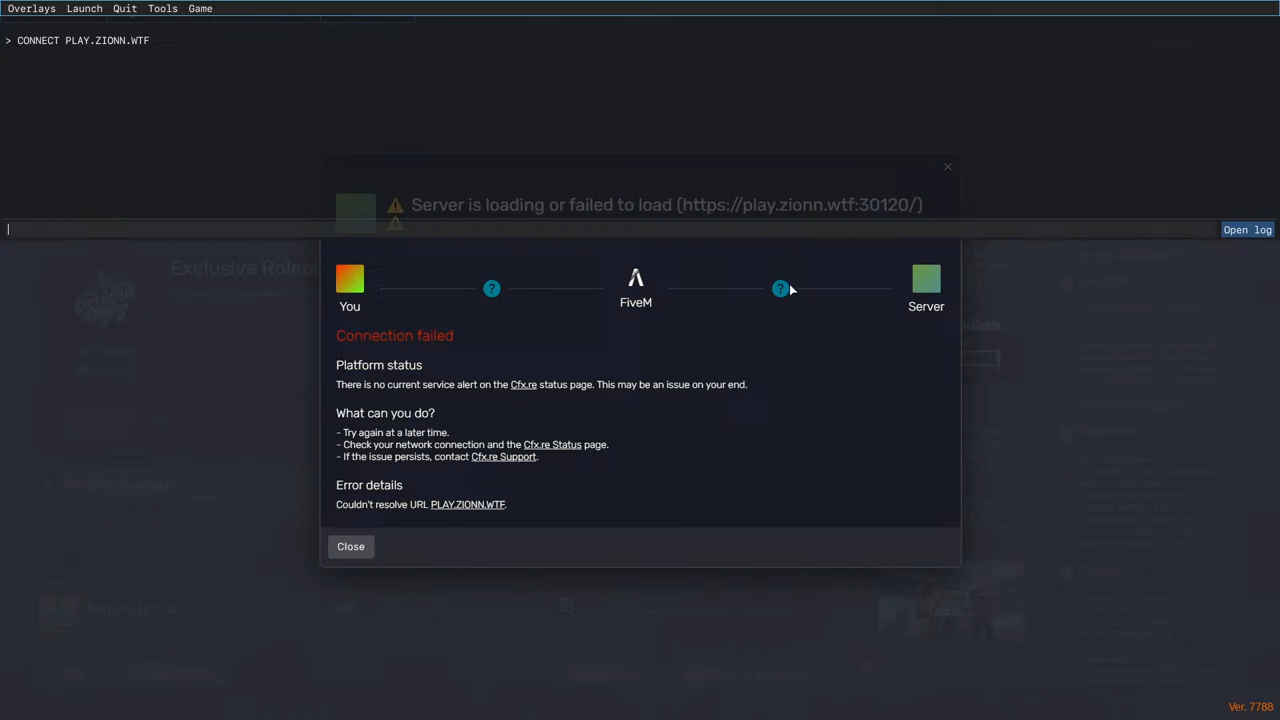 Overlays Launch Quit Tools Game
> CONNECT PLAY.ZIONN.WTF
Server is loading or failed to load (https://play.zionn.wtf:30120/)
Open log
Exclusive Rolepl
? ?
You FiveM Server
Connection failed
Platform status
There is no current service alert on the Cfx.re status page. This may be an issue on your end.
What can you do?
- Try again at a later time.
- Check your network connection and the Cfx.re Status page.
- If the issue persists, contact Cfx.re Support.
Error details
Couldn't resolve URL PLAY.ZIONN.WTF.
Close
Ver. 7788